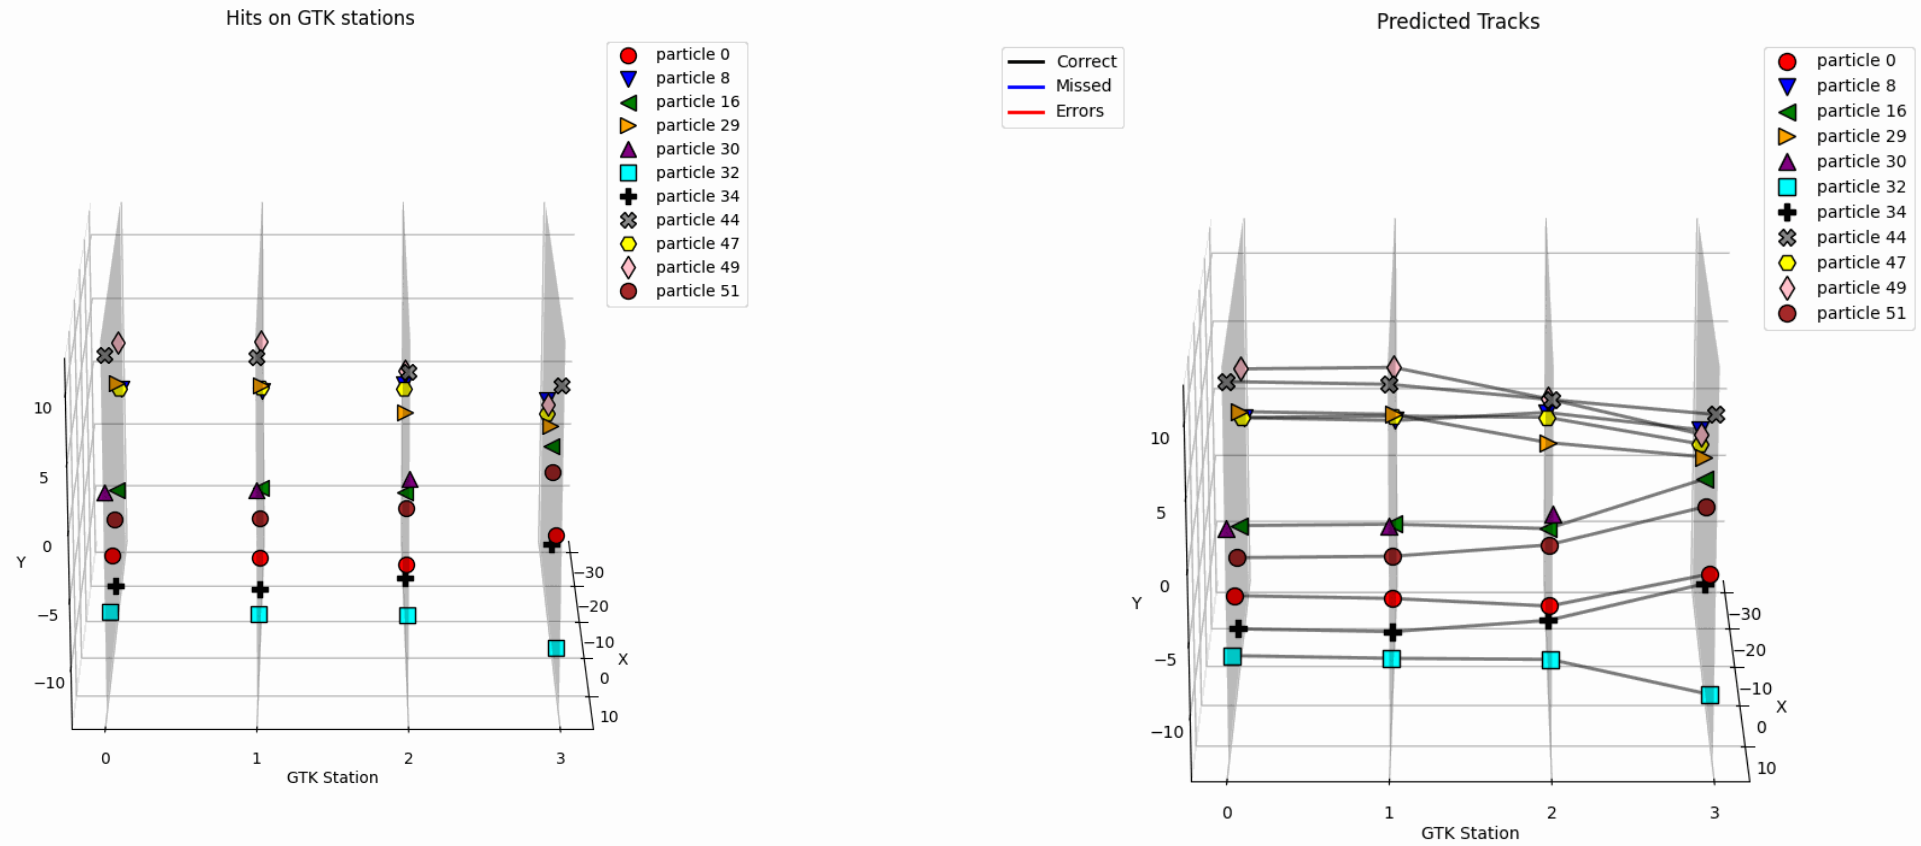 Hits on GTK stations
particle 0
particle 8
particle 16
particle 29
particle 30
particle 32
particle 34
particle 44
particle 47
particle 49
particle 51
10
5
0
−5
−10
Y
−30
−20
−10
0
10
X
0 1 2 3
GTK Station
Predicted Tracks
Correct
Missed
Errors
particle 0
particle 8
particle 16
particle 29
particle 30
particle 32
particle 34
particle 44
particle 47
particle 49
particle 51
10
5
0
−5
−10
Y
−30
−20
−10
0
10
X
0 1 2 3
GTK Station